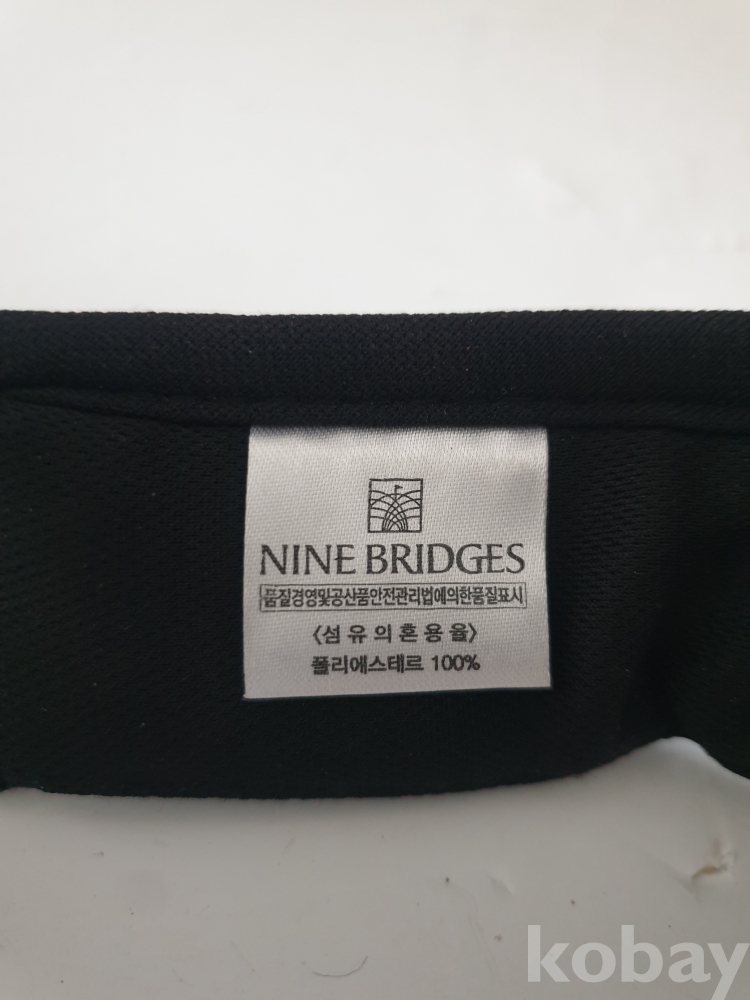 NINE BRIDGES
품질경영및공산품안전관리법에의한품질표시
<섬유의혼용율>
폴리에스테르 100%
kobay